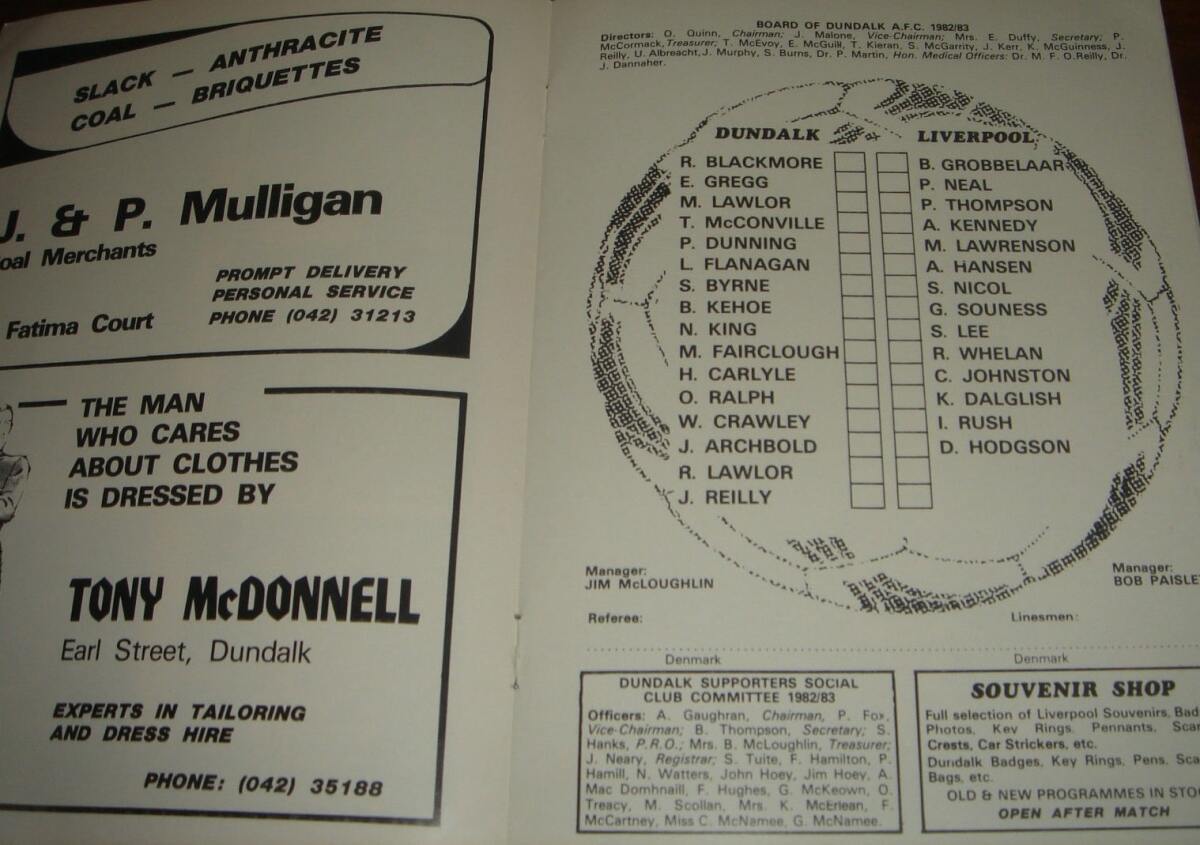 SLACK — ANTHRACITE
COAL — BRIQUETTES
J. & P. Mulligan
oal Merchants
PROMPT DELIVERY
PERSONAL SERVICE
Fatima Court
PHONE (042) 31213
THE MAN
WHO CARES
ABOUT CLOTHES
IS DRESSED BY
TONY McDONNELL
Earl Street, Dundalk
EXPERTS IN TAILORING
AND DRESS HIRE
PHONE: (042) 35188
BOARD OF DUNDALK A.F.C. 1982/83
Directors: O. Quinn, Chairman; J. Malone, Vice-Chairman; Mrs. E. Duffy, Secretary; P.
McCormack, Treasurer; T. McEvoy, E. McGuill, T. Kieran, S. McGarrity, J. Kerr, K. McGuinness, J.
Reilly, U. Albreacht, J. Murphy, S. Burns, Dr. P. Martin, Hon. Medical Officers: Dr. M. F. O.Reilly, Dr.
J. Dannaher.
DUNDALK
R. BLACKMORE
E. GREGG
M. LAWLOR
T. McCONVILLE
P. DUNNING
L. FLANAGAN
S. BYRNE
B. KEHOE
N. KING
M. FAIRCLOUGH
H. CARLYLE
O. RALPH
W. CRAWLEY
J. ARCHBOLD
R. LAWLOR
J. REILLY
LIVERPOOL
B. GROBBELAAR
P. NEAL
P. THOMPSON
A. KENNEDY
M. LAWRENSON
A. HANSEN
S. NICOL
G. SOUNESS
S. LEE
R. WHELAN
C. JOHNSTON
K. DALGLISH
I. RUSH
D. HODGSON
Manager:
JIM McLOUGHLIN
Manager:
BOB PAISLE
Referee:
Linesmen:
Denmark
Denmark
DUNDALK SUPPORTERS SOCIAL
CLUB COMMITTEE 1982/83
Officers: A. Gaughran, Chairman, P. Fox,
Vice-Chairman; B. Thompson, Secretary; S.
Hanks, P.R.O.; Mrs. B. McLoughlin, Treasurer;
J. Neary, Registrar; S. Tuite, F. Hamilton, P.
Hamill, N. Watters, John Hoey, Jim Hoey, A.
Mac Domhnaill, F. Hughes, G. McKeown, O.
Treacy, M. Scollan, Mrs. K. McErlean, F.
McCartney, Miss C. McNamee, G. McNamee.
SOUVENIR SHOP
Full selection of Liverpool Souvenirs, Bad
Photos, Key Rings, Pennants, Scar
Crests, Car Strickers, etc.
Dundalk Badges, Key Rings, Pens, Sca
Bags, etc.
OLD & NEW PROGRAMMES IN STO
OPEN AFTER MATCH